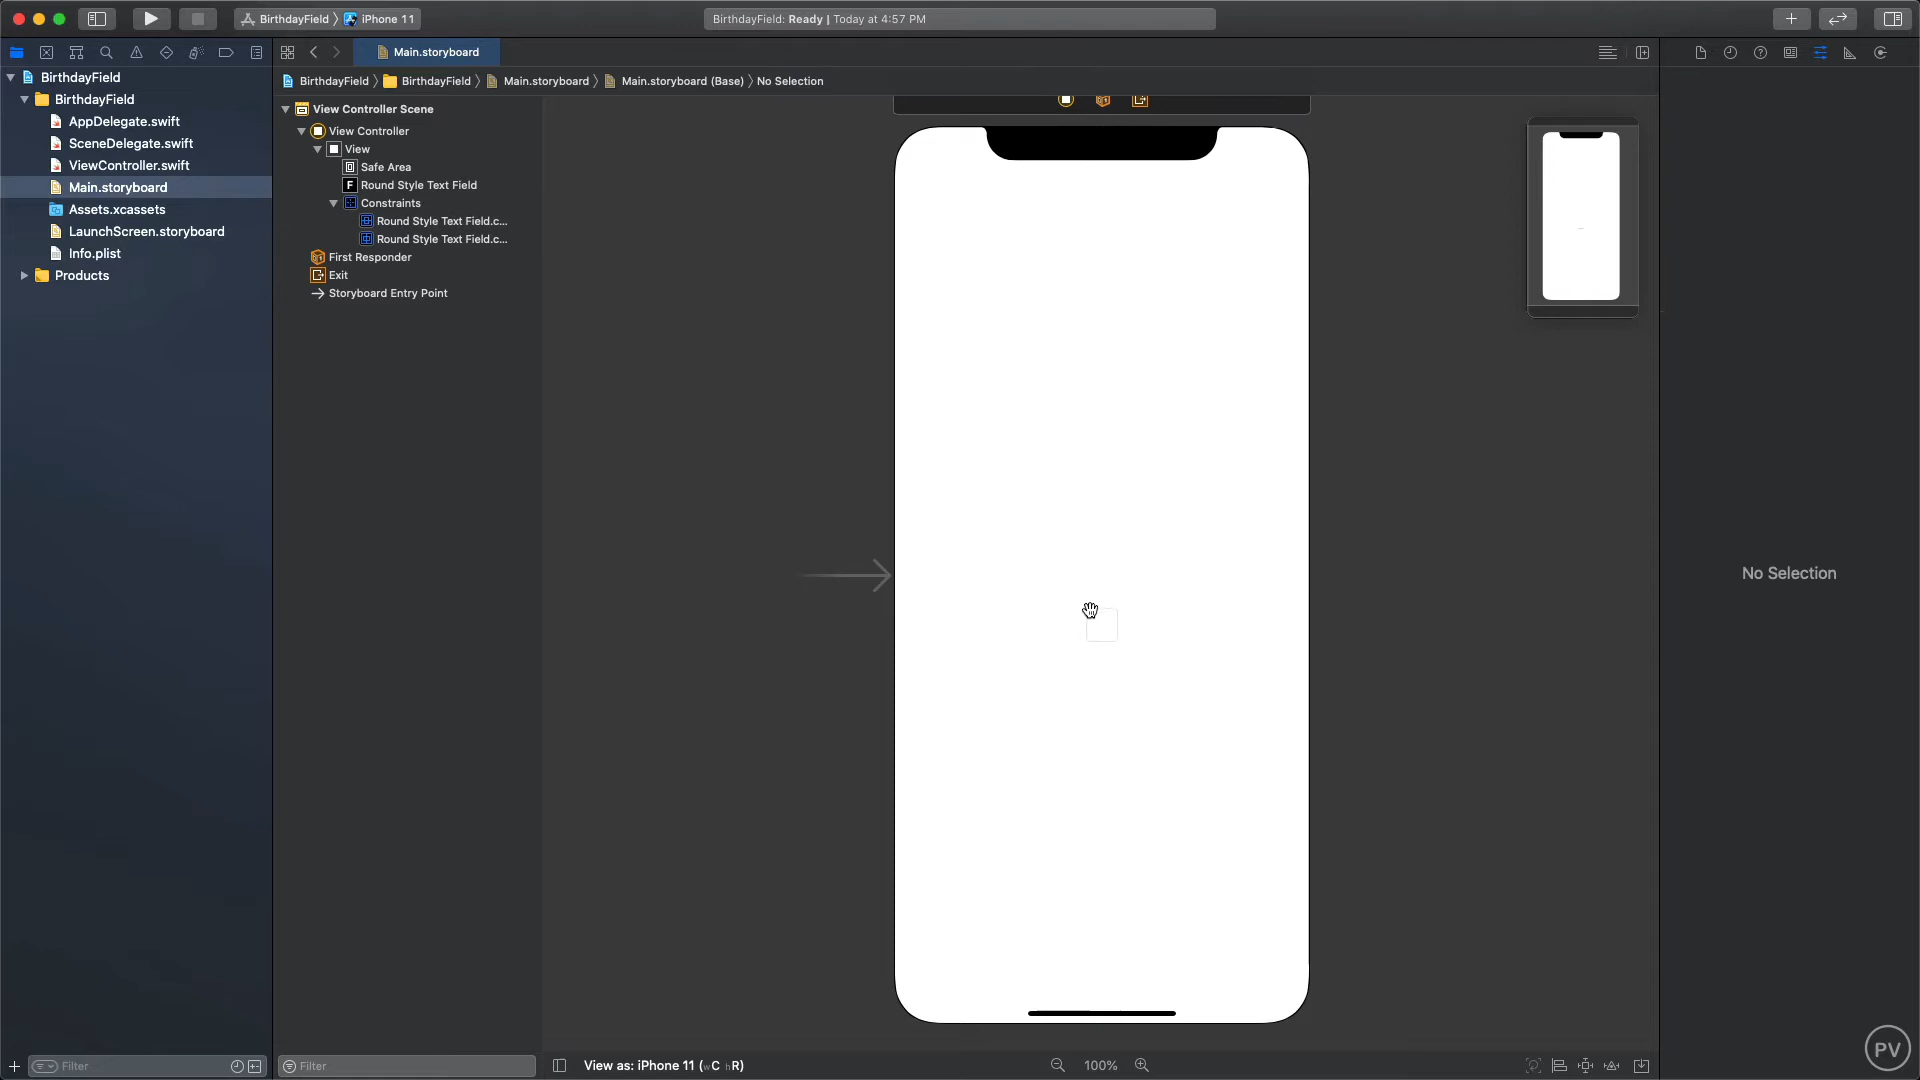 BirthdayField
iPhone 11
BirthdayField: Ready | Today at 4:57 PM
Main.storyboard
BirthdayField
BirthdayField
Main.storyboard
Main.storyboard (Base)
No Selection
BirthdayField
BirthdayField
AppDelegate.swift
SceneDelegate.swift
ViewController.swift
Main.storyboard
Assets.xcassets
LaunchScreen.storyboard
Info.plist
Products
View Controller Scene
View Controller
View
Safe Area
F Round Style Text Field
Constraints
Round Style Text Field.c...
Round Style Text Field.c...
First Responder
Exit
Storyboard Entry Point
No Selection
Filter
Filter
View as: iPhone 11 (wC hR)
100%
PV